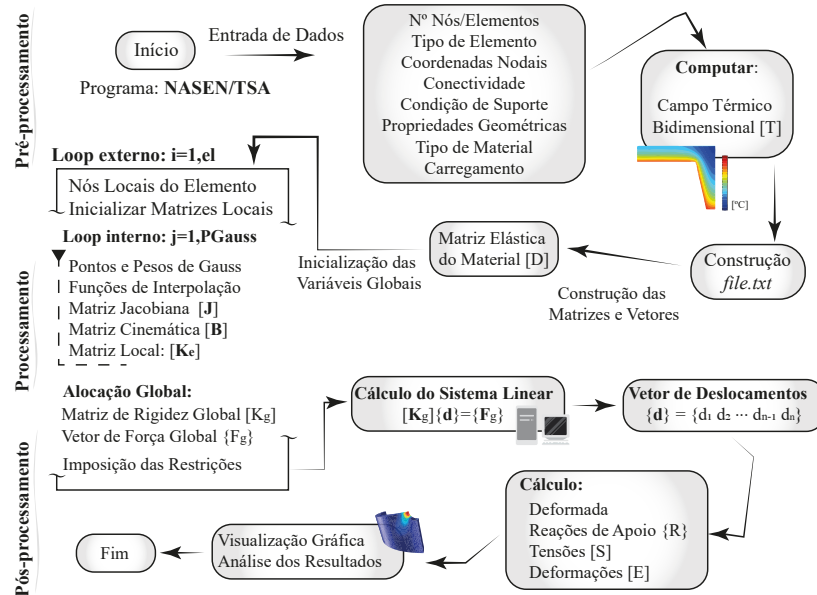 Pré-processamento
Início
Entrada de Dados
Programa: NASEN/TSA
Nº Nós/Elementos
Tipo de Elemento
Coordenadas Nodais
Conectividade
Condição de Suporte
Propriedades Geométricas
Tipo de Material
Carregamento
Computar:
Campo Térmico
Bidimensional [T]
[ºC]
Construção
file.txt
Construção das
Matrizes e Vetores
Matriz Elástica
do Material [D]
Inicialização das
Variáveis Globais
Processamento
Loop externo: i=1,el
Nós Locais do Elemento
Inicializar Matrizes Locais
Loop interno: j=1,PGauss
Pontos e Pesos de Gauss
Funções de Interpolação
Matriz Jacobiana [J]
Matriz Cinemática [B]
Matriz Local: [Ke]
Alocação Global:
Matriz de Rigidez Global [Kg]
Vetor de Força Global {Fg}
Imposição das Restrições
Cálculo do Sistema Linear
[Kg]{d}={Fg}
Vetor de Deslocamentos
{d} = {d1 d2 ... dn-1 dn}
Pós-processamento
Cálculo:
Deformada
Reações de Apoio {R}
Tensões [S]
Deformações [E]
Visualização Gráfica
Análise dos Resultados
Fim